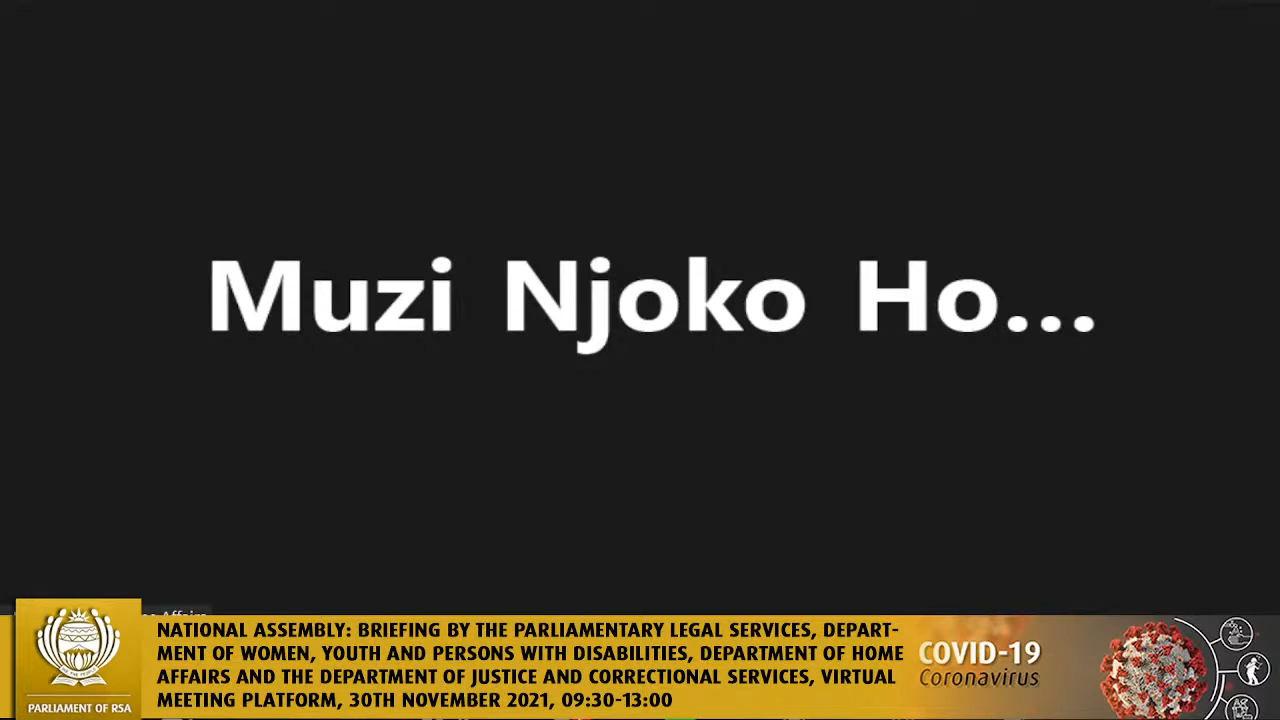 Muzi Njoko Ho...
Affairs
NATIONAL ASSEMBLY: BRIEFING BY THE PARLIAMENTARY LEGAL SERVICES, DEPART-
MENT OF WOMEN, YOUTH AND PERSONS WITH DISABILITIES, DEPARTMENT OF HOME
AFFAIRS AND THE DEPARTMENT OF JUSTICE AND CORRECTIONAL SERVICES, VIRTUAL
MEETING PLATFORM, 30TH NOVEMBER 2021, 09:30-13:00
PARLIAMENT OF RSA
COVID-19
Coronavirus